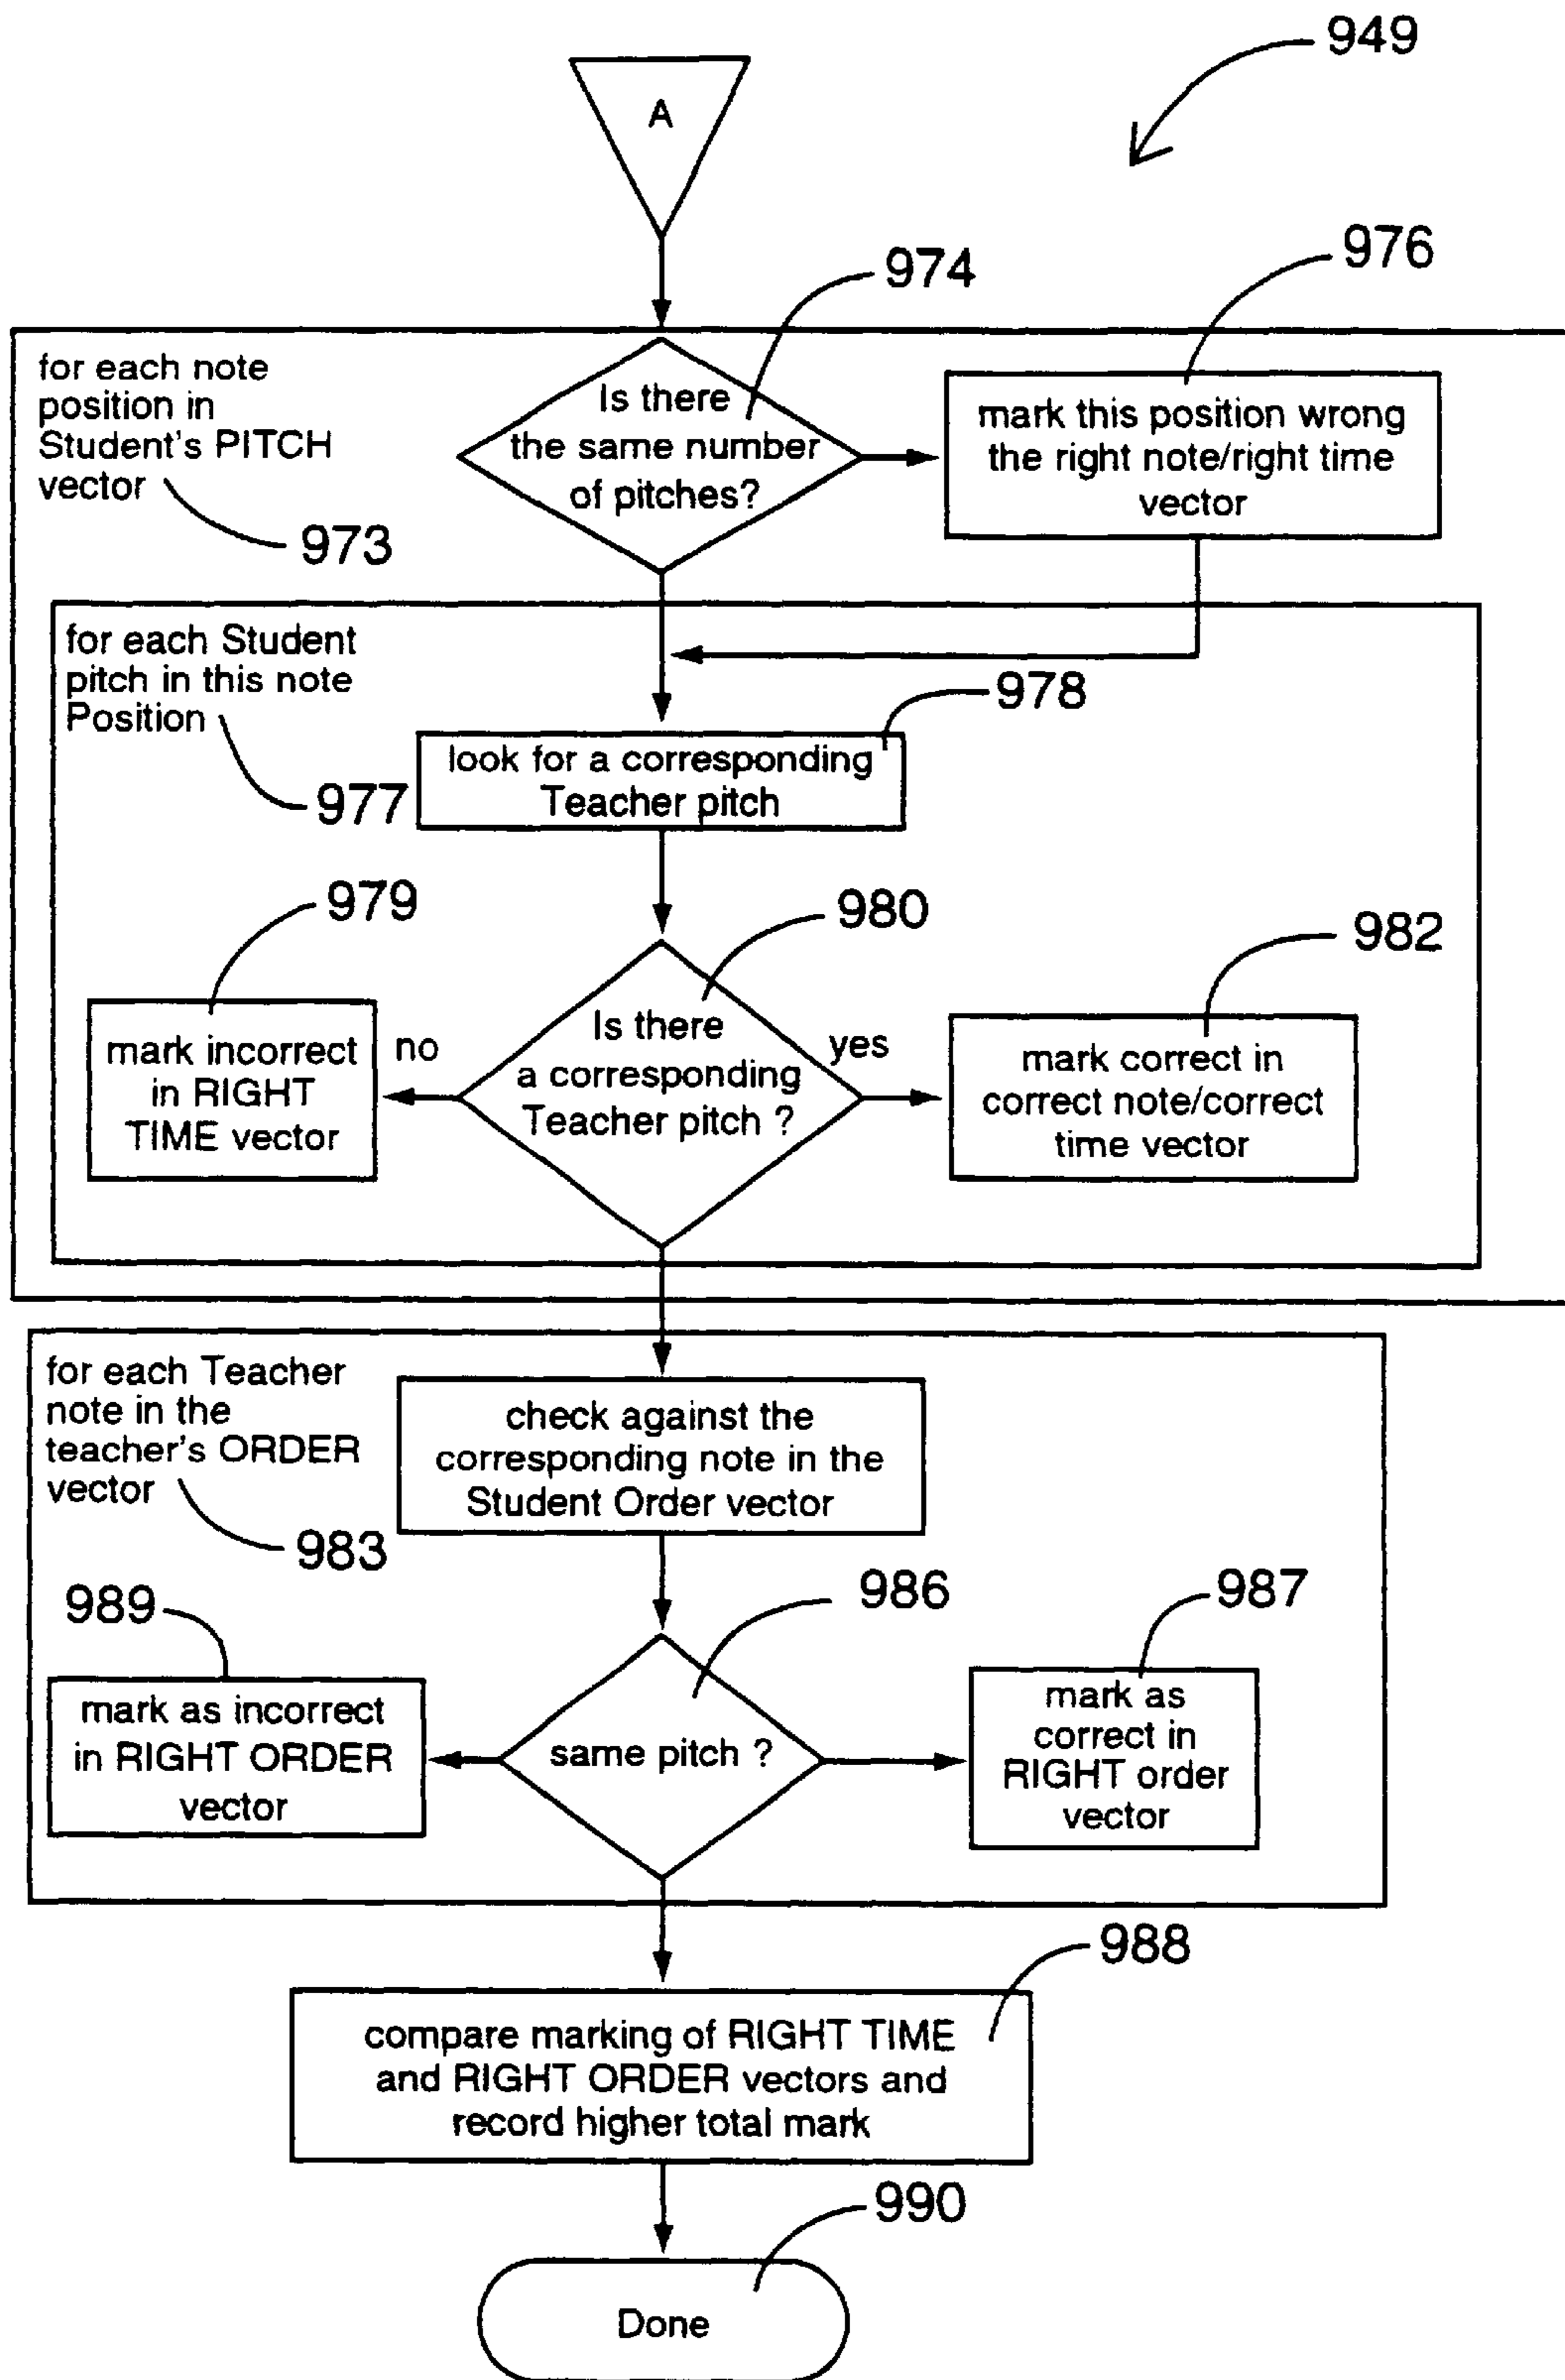 949
A
974
976
for each note
position in
Student's PITCH
vector
973
Is there
the same number
of pitches?
mark this position wrong
the right note/right time
vector
for each Student
pitch in this note
Position
977
978
look for a corresponding
Teacher pitch
979
980
982
mark incorrect
in RIGHT
TIME vector
no
Is there
a corresponding
Teacher pitch ?
yes
mark correct in
correct note/correct
time vector
for each Teacher
note in the
teacher's ORDER
vector
983
check against the
corresponding note in the
Student Order vector
989
986
987
mark as incorrect
in RIGHT ORDER
vector
same pitch ?
mark as
correct in
RIGHT order
vector
988
compare marking of RIGHT TIME
and RIGHT ORDER vectors and
record higher total mark
990
Done